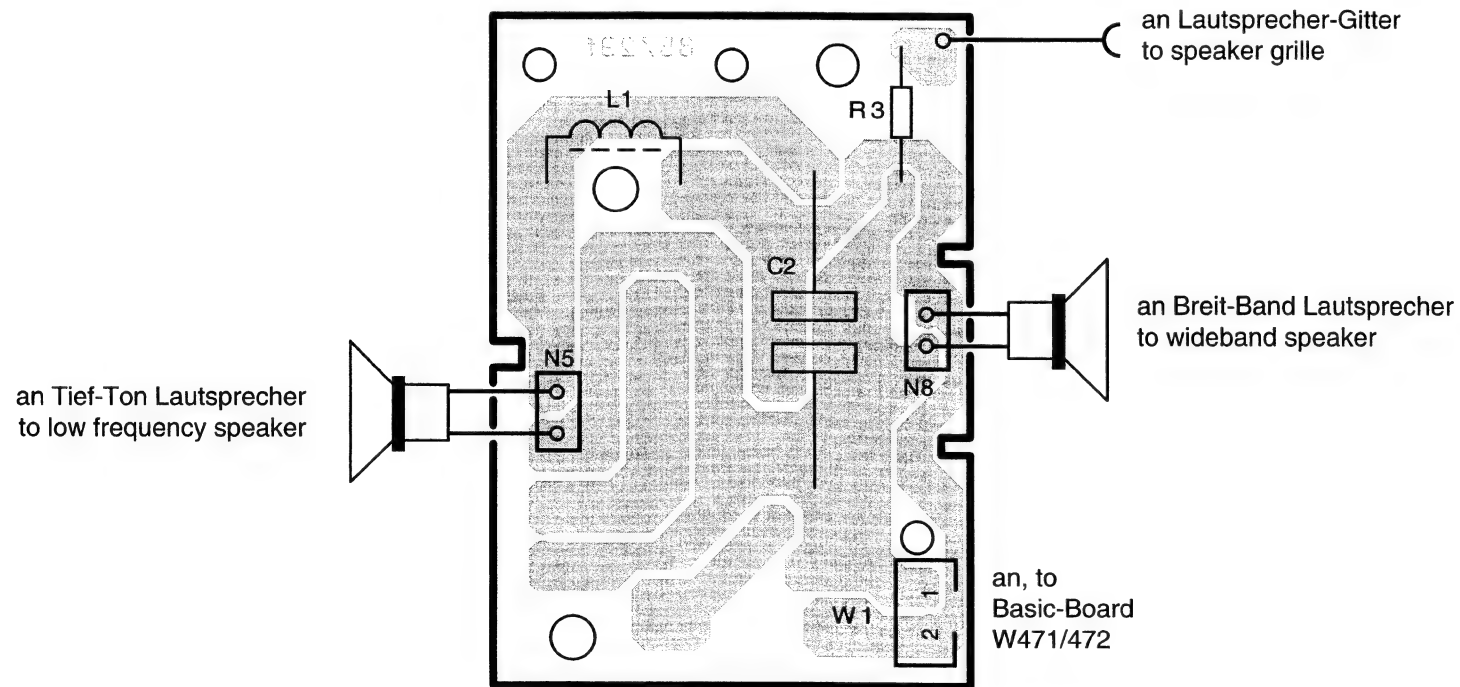 an Lautsprecher-Gitter
to speaker grille
L1
R3
C2
an Breit-Band Lautsprecher
to wideband speaker
N5
N8
an Tief-Ton Lautsprecher
to low frequency speaker
1
W1
2
an, to
Basic-Board
W471/472